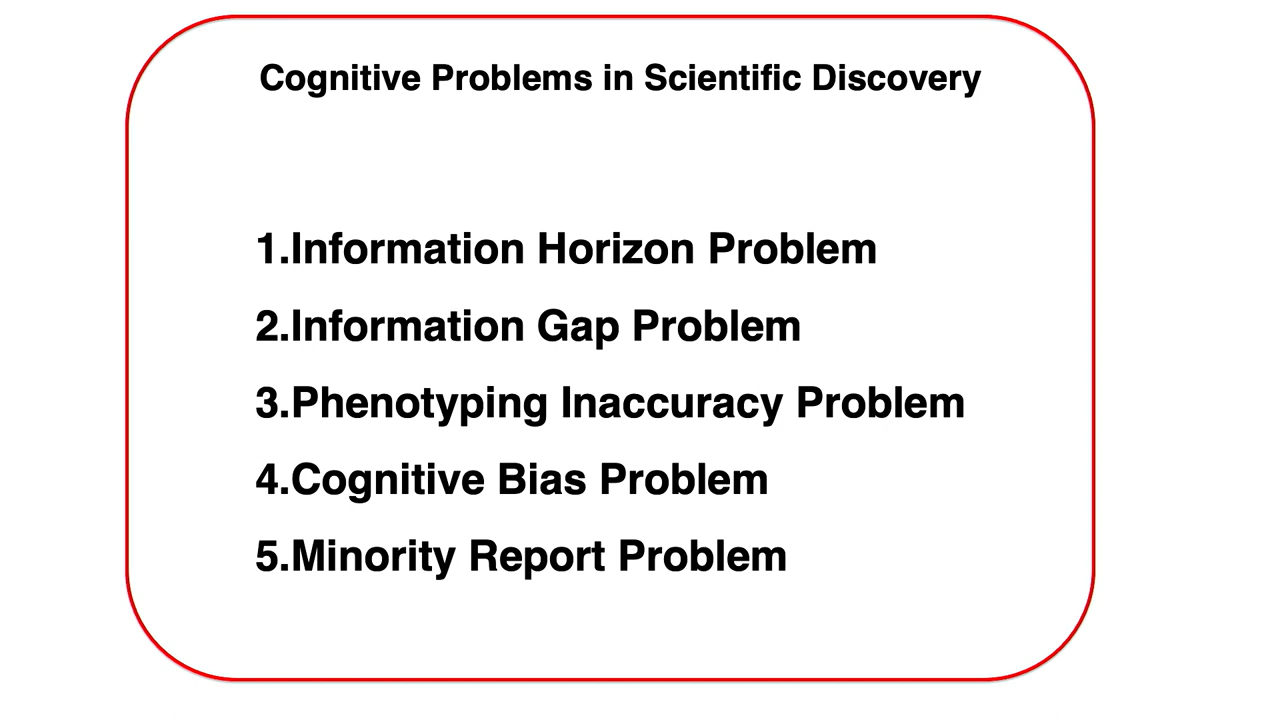 Cognitive Problems in Scientific Discovery
1.Information Horizon Problem
2.Information Gap Problem
3.Phenotyping Inaccuracy Problem
4.Cognitive Bias Problem
5.Minority Report Problem